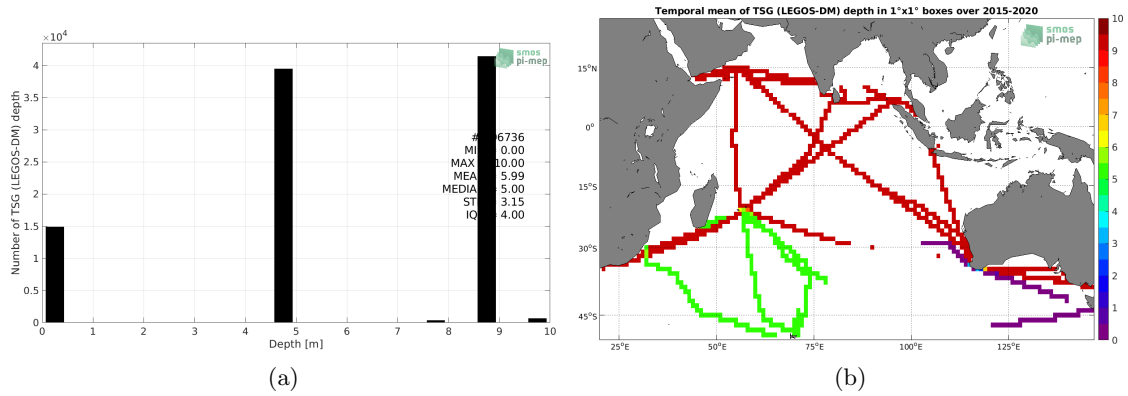 Temporal mean of TSG (LEGOS-DM) depth in 1°x1° boxes over 2015-2020
×10⁴
smos
pi-mep
Number of TSG (LEGOS-DM) depth
4
3.5
3
2.5
2
1.5
1
0.5
0
0.00
10.00
5.99
5.00
3.15
4.00
0 1 2 3 4 5 6 7 8 9 10
Depth [m]
(a)
smos
pi-mep
15°N
0°
15°S
30°S
45°S
25°E 50°E 75°E 100°E 125°E
10
9
8
7
6
5
4
3
2
1
0
(b)